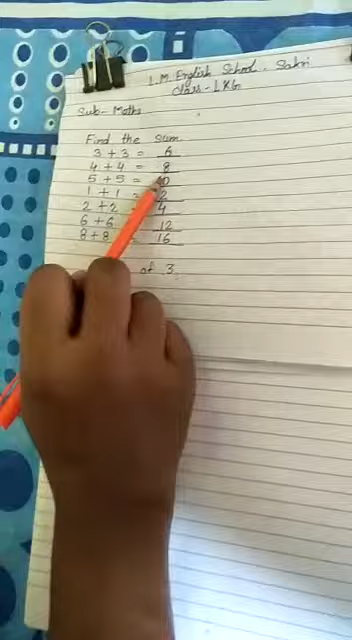 L.M. English School. Sakri
Class - LKG
Sub- Maths
Find the sum
3 + 3 = 6
4 + 4 = 8
5 + 5 = 10
1 + 1 = 2
2 + 2 4
6 + 6 12
8 + 8 16
of 3